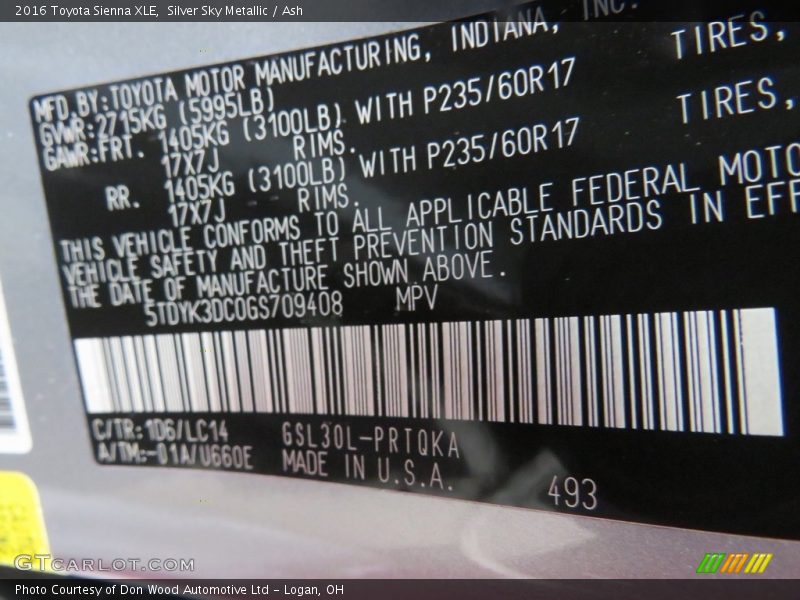 2016 Toyota Sienna XLE,  Silver Sky Metallic / Ash
MFD BY:TOYOTA MOTOR MANUFACTURING, INDIANA, INC.
GVWR:2715KG (5995LB)
GAWR:FRT. 1405KG (3100LB) WITH P235/60R17 TIRES,
17X7J RIMS.
RR. 1405KG (3100LB) WITH P235/60R17 TIRES,
17X7J RIMS.
THIS VEHICLE CONFORMS TO ALL APPLICABLE FEDERAL MOTO
VEHICLE SAFETY AND THEFT PREVENTION STANDARDS IN EFF
THE DATE OF MANUFACTURE SHOWN ABOVE.
5TDYK3DC0GS709408 MPV
C/TR:1D6/LC14 GSL30L-PRTQKA
A/TM:-01A/U660E MADE IN U.S.A.
493
GTCARLOT.COM
Photo Courtesy of Don Wood Automotive Ltd - Logan, OH